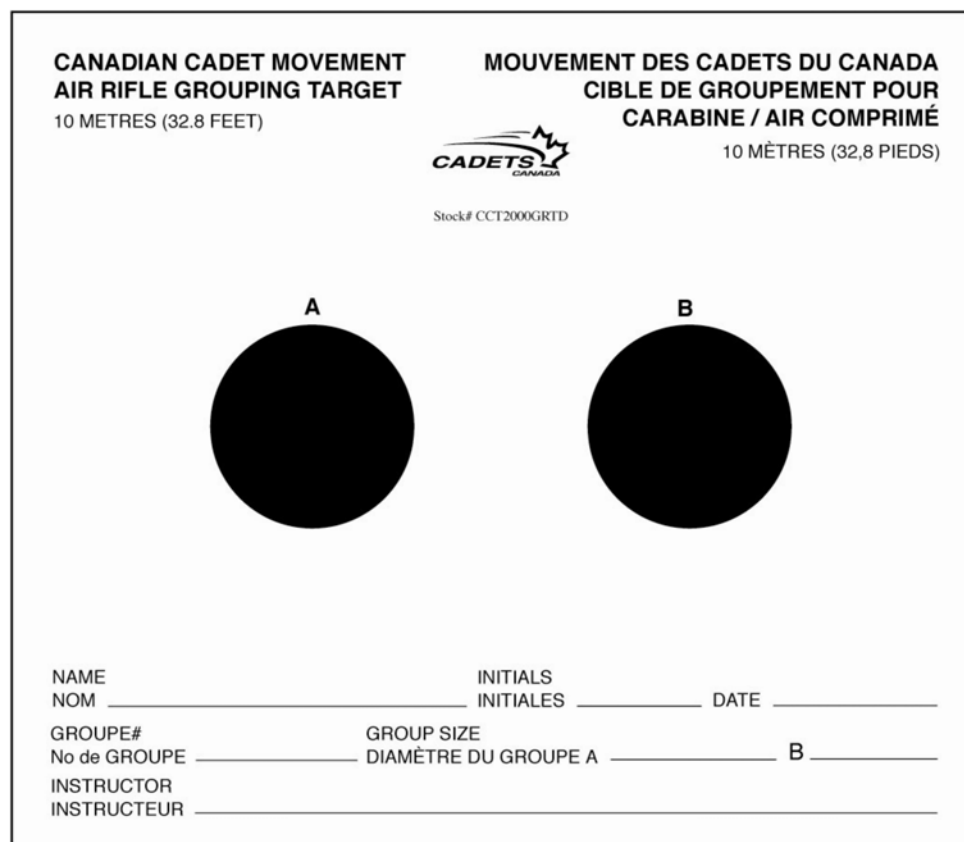 CANADIAN CADET MOVEMENT
AIR RIFLE GROUPING TARGET
10 METRES (32.8 FEET)
MOUVEMENT DES CADETS DU CANADA
CIBLE DE GROUPEMENT POUR
CARABINE / AIR COMPRIMÉ
10 MÈTRES (32,8 PIEDS)
CADETS
CANADA
Stock# CCT2000GRTD
A B
NAME INITIALS
NOM INITIALES DATE
GROUPE# GROUP SIZE
No de GROUPE DIAMÈTRE DU GROUPE A B
INSTRUCTOR
INSTRUCTEUR